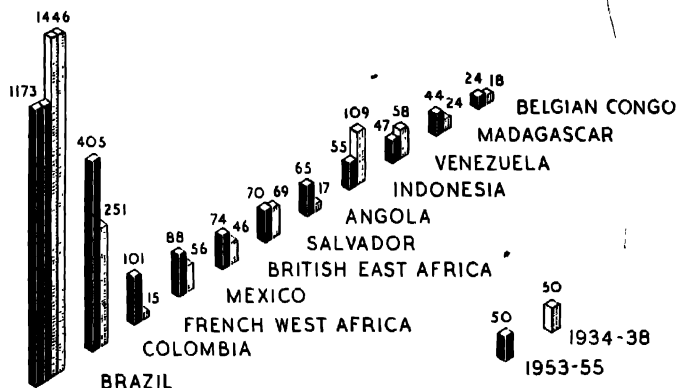 1446
1173
405
251
101
15
88
56
74
46
70
69
65
17
55
109
47
58
44
24
24
18
BELGIAN CONGO
MADAGASCAR
VENEZUELA
INDONESIA
ANGOLA
SALVADOR
BRITISH EAST AFRICA
MEXICO
FRENCH WEST AFRICA
COLOMBIA
BRAZIL
50
1934-38
50
1953-55